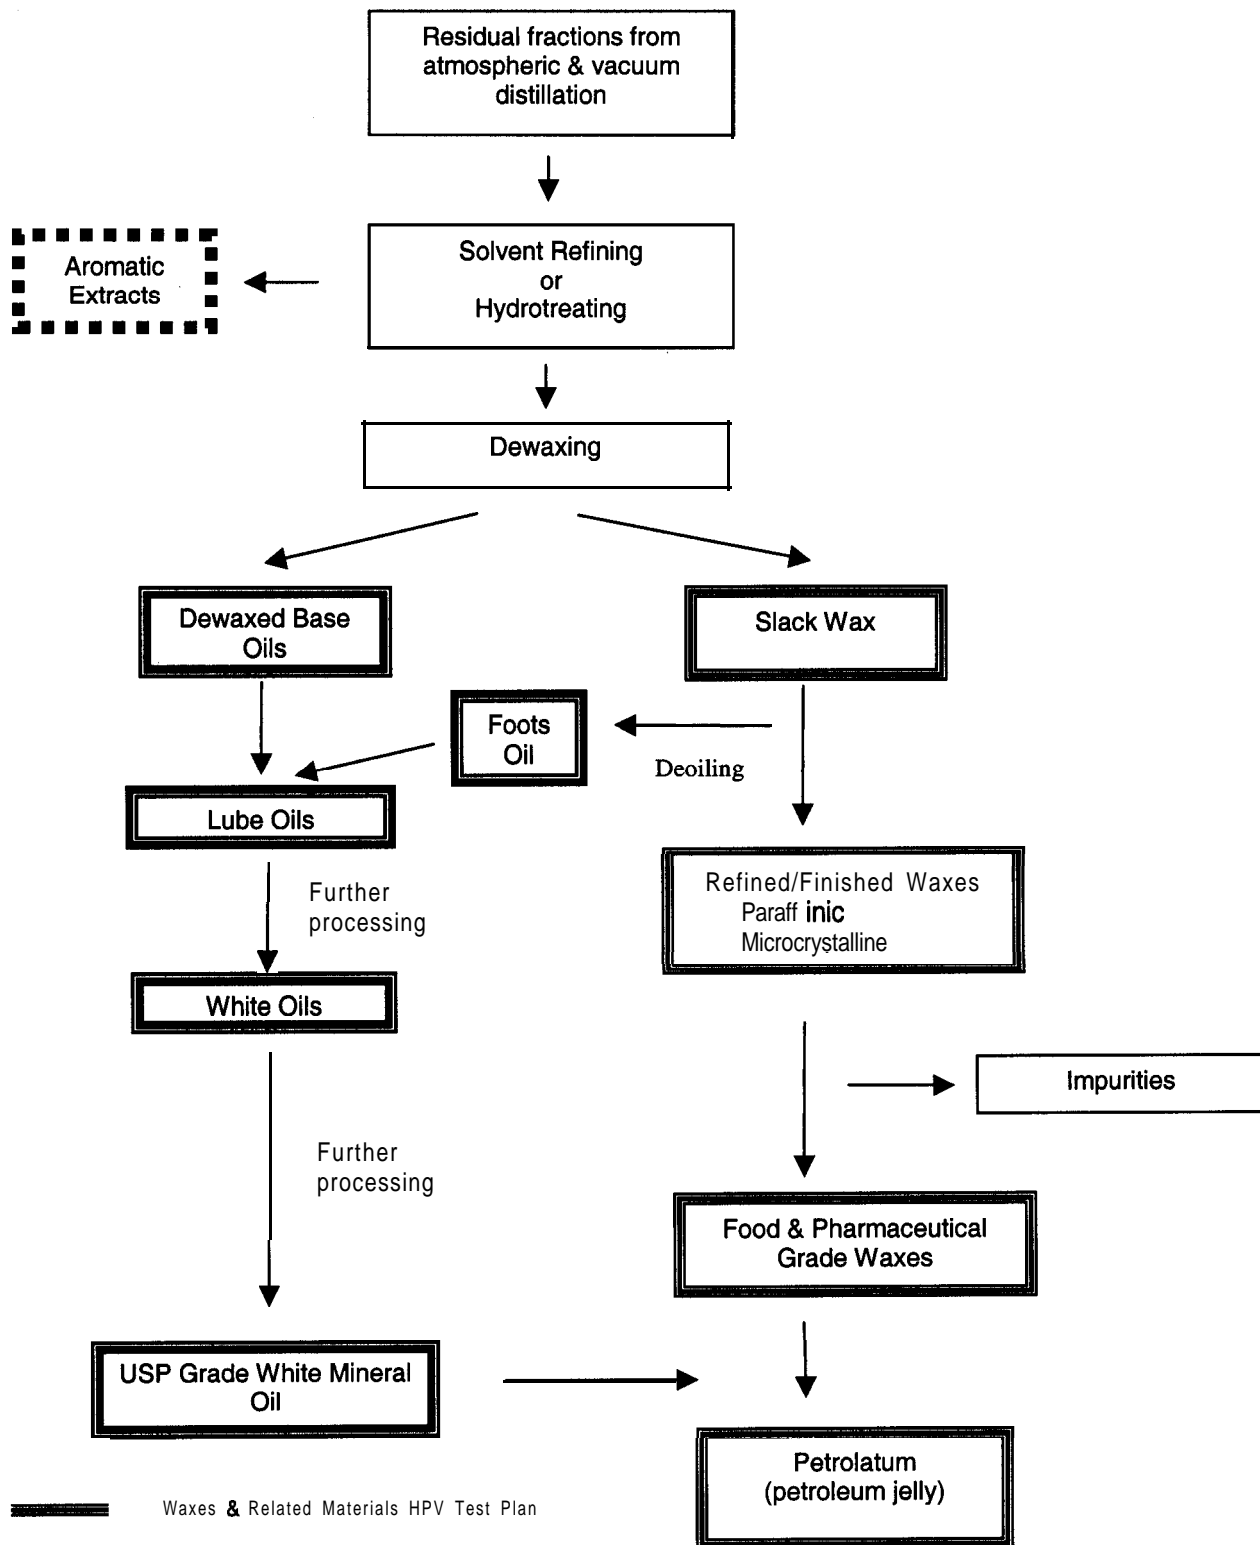 Residual fractions from
atmospheric & vacuum
distillation
Solvent Refining
or
Hydrotreating
Aromatic
Extracts
Dewaxing
Dewaxed Base
Oils
Slack Wax
Foots
Oil
Deoiling
Lube Oils
Further
processing
Refined/Finished Waxes
Paraff inic
Microcrystalline
White Oils
Impurities
Further
processing
Food & Pharmaceutical
Grade Waxes
USP Grade White Mineral
Oil
Petrolatum
(petroleum jelly)
Waxes & Related Materials HPV Test Plan